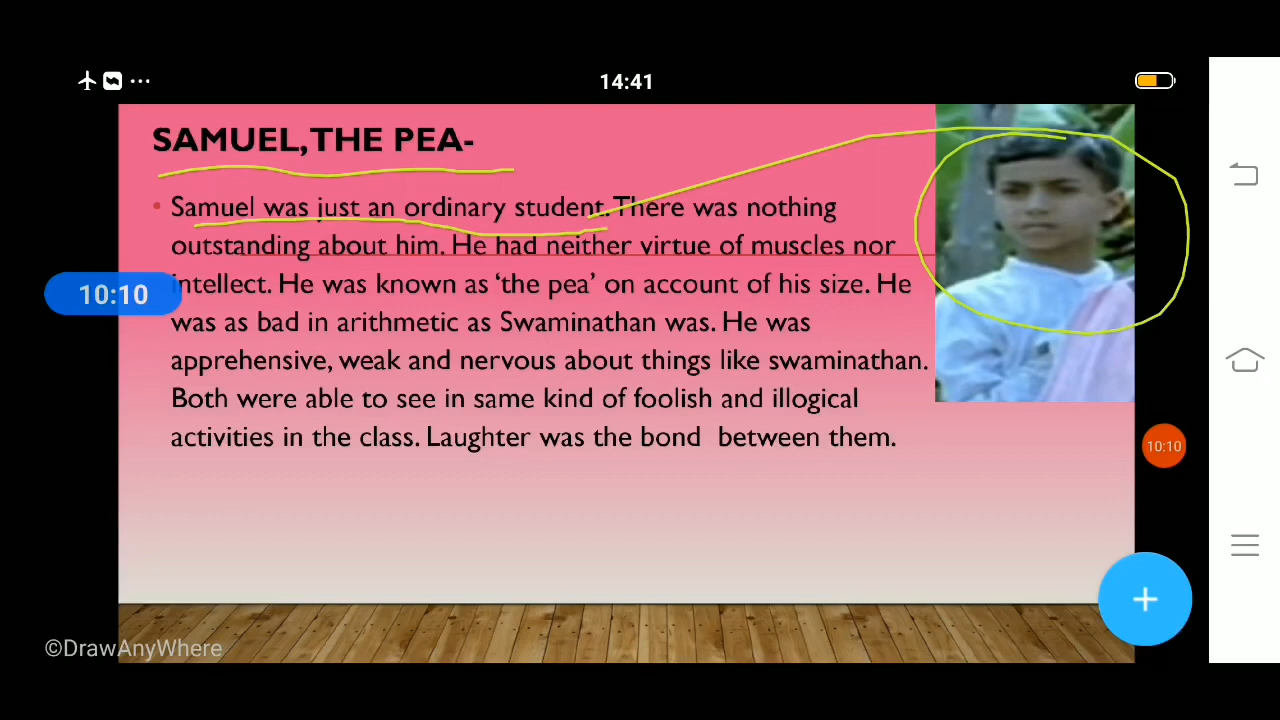 14:41
SAMUEL, THE PEA-
• Samuel was just an ordinary student. There was nothing
outstanding about him. He had neither virtue of muscles nor
intellect. He was known as ‘the pea’ on account of his size. He
10:10
was as bad in arithmetic as Swaminathan was. He was
apprehensive, weak and nervous about things like swaminathan.
Both were able to see in same kind of foolish and illogical
activities in the class. Laughter was the bond between them.
10:10
©DrawAnyWhere